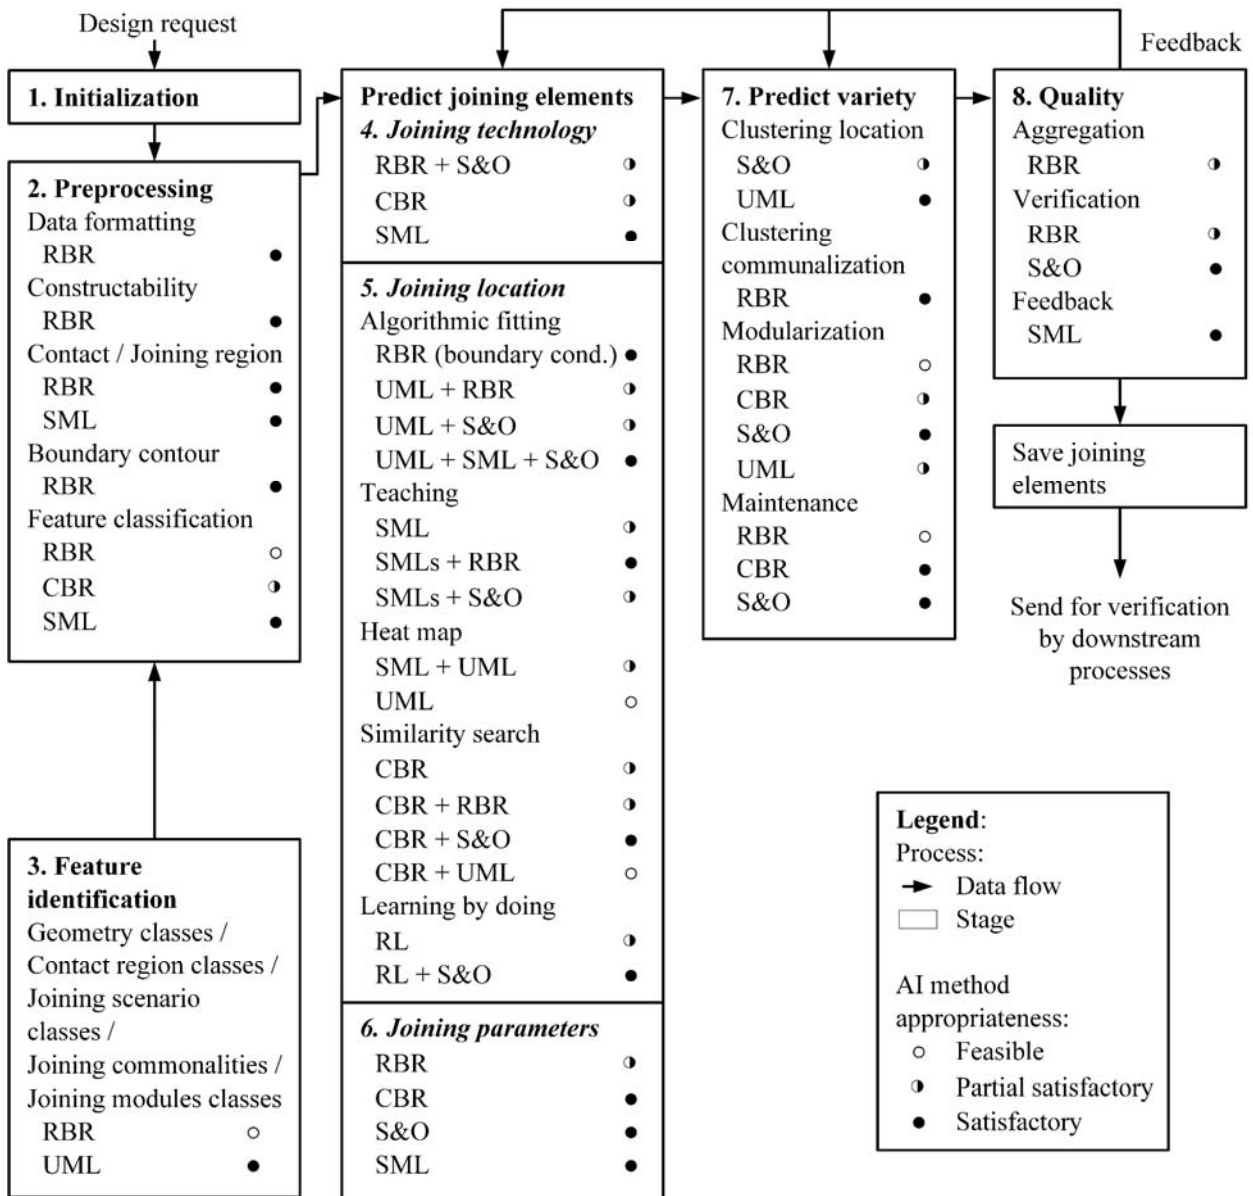 Design request
1. Initialization
2. Preprocessing
Data formatting
RBR ●
Constructability
RBR ●
Contact / Joining region
RBR ●
SML ●
Boundary contour
RBR ●
Feature classification
RBR ○
CBR ◑
SML ●
3. Feature
identification
Geometry classes /
Contact region classes /
Joining scenario
classes /
Joining commonalities /
Joining modules classes
RBR ○
UML ●
Predict joining elements
4. Joining technology
RBR + S&O ◑
CBR ◑
SML ●
5. Joining location
Algorithmic fitting
RBR (boundary cond.) ●
UML + RBR ◑
UML + S&O ◑
UML + SML + S&O ●
Teaching
SML ◑
SMLs + RBR ●
SMLs + S&O ◑
Heat map
SML + UML ◑
UML ○
Similarity search
CBR ◑
CBR + RBR ◑
CBR + S&O ●
CBR + UML ○
Learning by doing
RL ◑
RL + S&O ●
6. Joining parameters
RBR ◑
CBR ●
S&O ●
SML ●
7. Predict variety
Clustering location
S&O ◑
UML ●
Clustering
communalization
RBR ●
Modularization
RBR ○
CBR ◑
S&O ●
UML ◑
Maintenance
RBR ○
CBR ●
S&O ●
Feedback
8. Quality
Aggregation
RBR ◑
Verification
RBR ◑
S&O ●
Feedback
SML ●
Save joining
elements
Send for verification
by downstream
processes
Legend:
Process:
Data flow
Stage
AI method
appropriateness:
○ Feasible
◑ Partial satisfactory
● Satisfactory